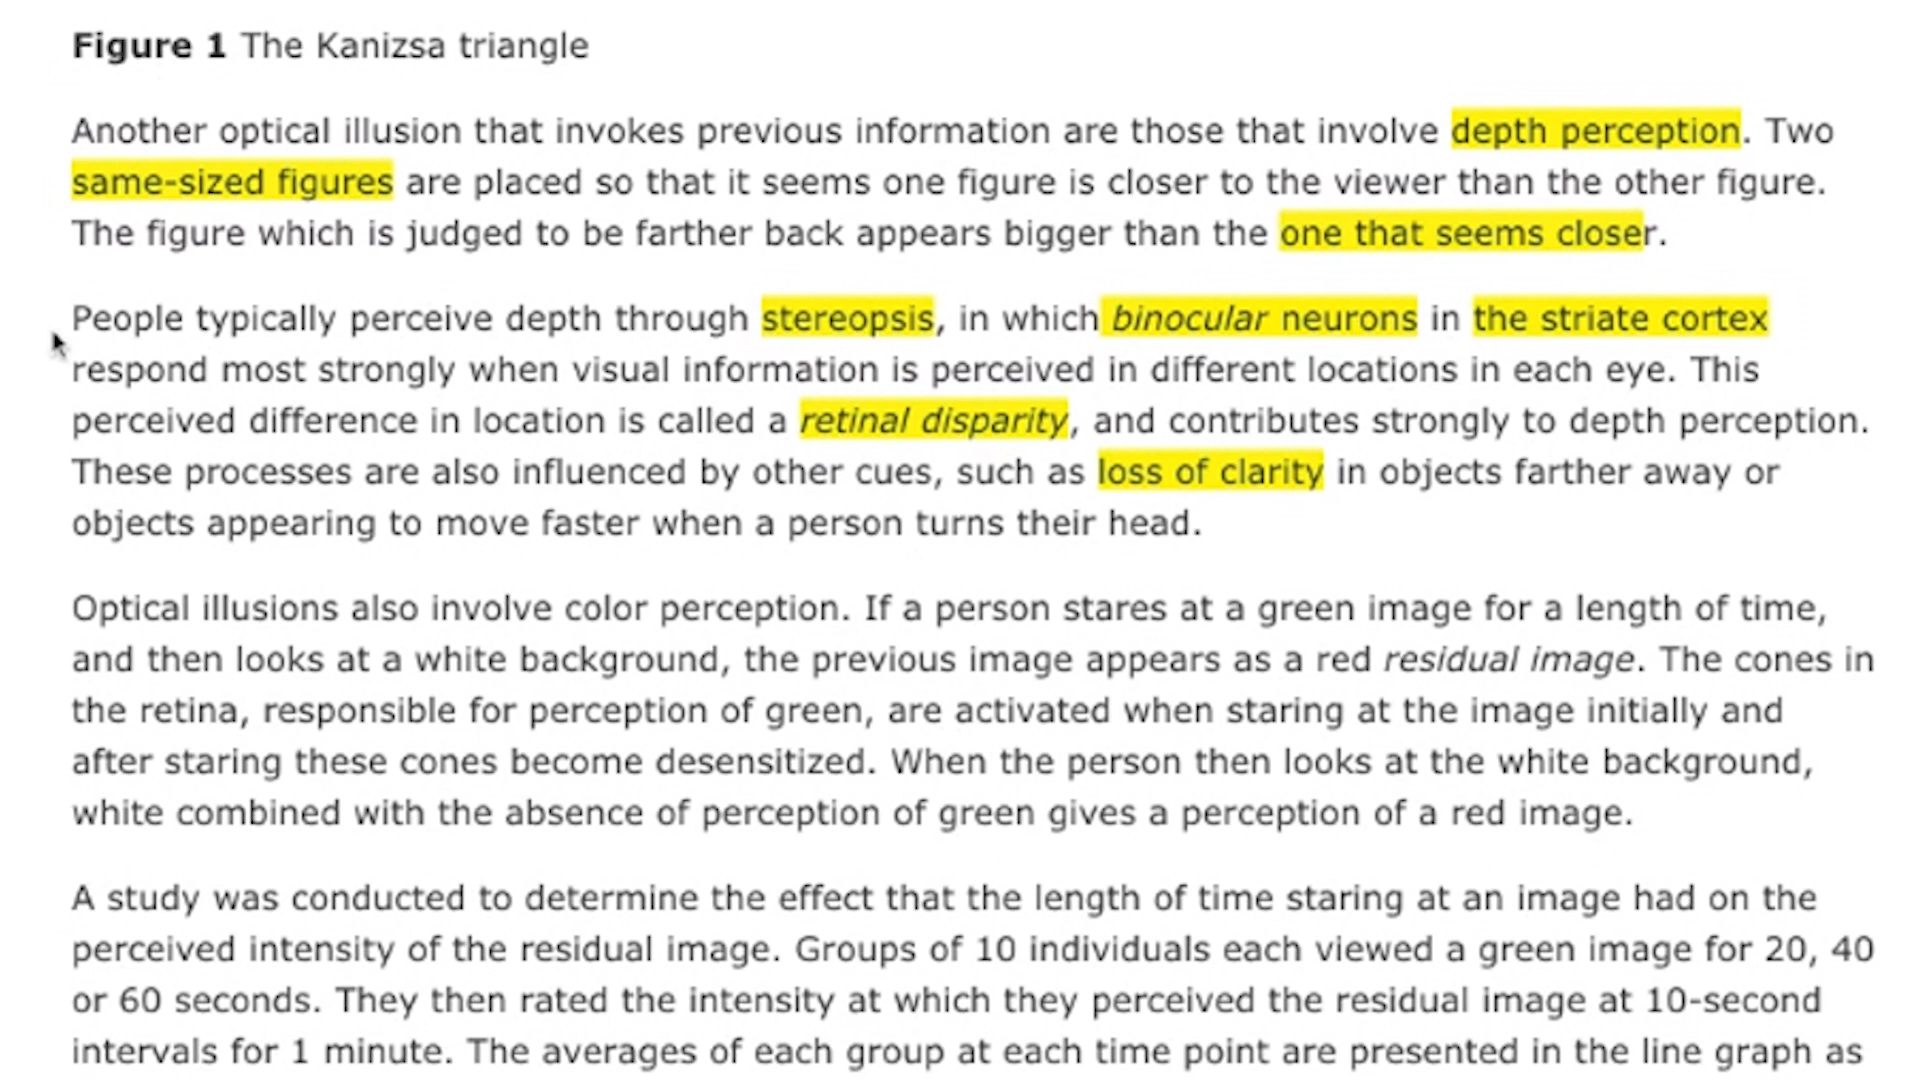 Figure 1 The Kanizsa triangle
Another optical illusion that invokes previous information are those that involve depth perception. Two
same-sized figures are placed so that it seems one figure is closer to the viewer than the other figure.
The figure which is judged to be farther back appears bigger than the one that seems closer.
People typically perceive depth through stereopsis, in which binocular neurons in the striate cortex
respond most strongly when visual information is perceived in different locations in each eye. This
perceived difference in location is called a retinal disparity, and contributes strongly to depth perception.
These processes are also influenced by other cues, such as loss of clarity in objects farther away or
objects appearing to move faster when a person turns their head.
Optical illusions also involve color perception. If a person stares at a green image for a length of time,
and then looks at a white background, the previous image appears as a red residual image. The cones in
the retina, responsible for perception of green, are activated when staring at the image initially and
after staring these cones become desensitized. When the person then looks at the white background,
white combined with the absence of perception of green gives a perception of a red image.
A study was conducted to determine the effect that the length of time staring at an image had on the
perceived intensity of the residual image. Groups of 10 individuals each viewed a green image for 20, 40
or 60 seconds. They then rated the intensity at which they perceived the residual image at 10-second
intervals for 1 minute. The averages of each group at each time point are presented in the line graph as